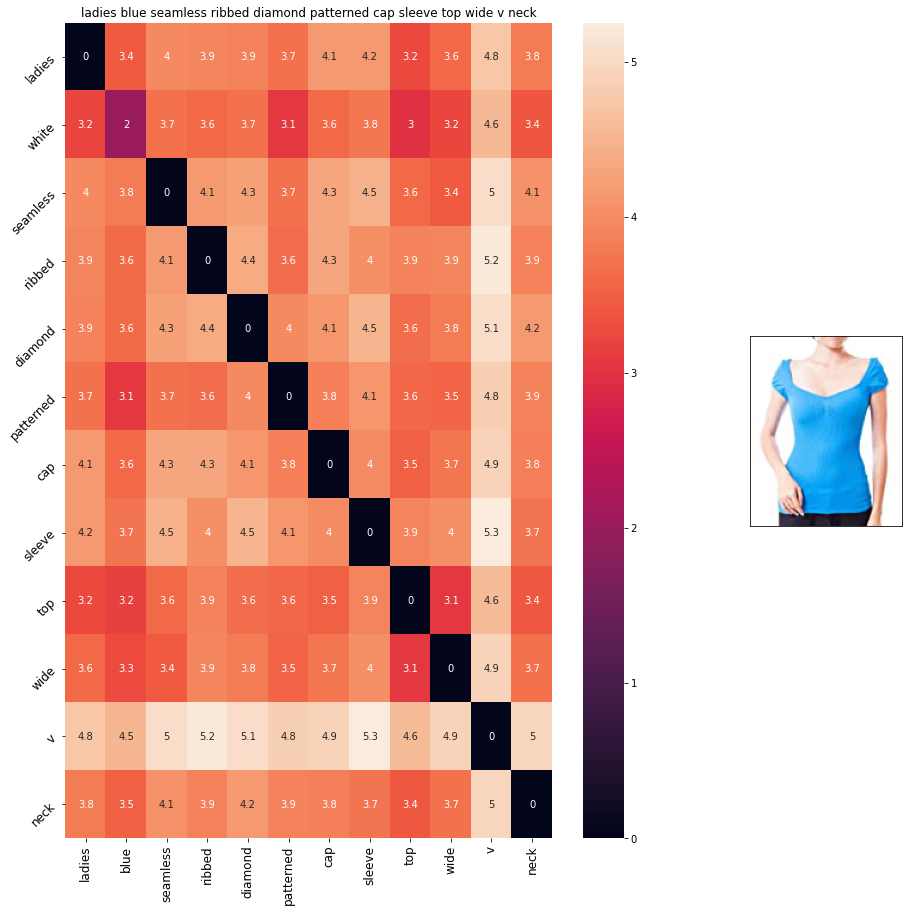 ladies blue seamless ribbed diamond patterned cap sleeve top wide v neck
ladies 0 3.4 4 3.9 3.9 3.7 4.1 4.2 3.2 3.6 4.8 3.8
white 3.2 2 3.7 3.6 3.7 3.1 3.6 3.8 3 3.2 4.6 3.4
seamless 4 3.8 0 4.1 4.3 3.7 4.3 4.5 3.6 3.4 5 4.1
ribbed 3.9 3.6 4.1 0 4.4 3.6 4.3 4 3.9 3.9 5.2 3.9
diamond 3.9 3.6 4.3 4.4 0 4 4.1 4.5 3.6 3.8 5.1 4.2
patterned 3.7 3.1 3.7 3.6 4 0 3.8 4.1 3.6 3.5 4.8 3.9
cap 4.1 3.6 4.3 4.3 4.1 3.8 0 4 3.5 3.7 4.9 3.8
sleeve 4.2 3.7 4.5 4 4.5 4.1 4 0 3.9 4 5.3 3.7
top 3.2 3.2 3.6 3.9 3.6 3.6 3.5 3.9 0 3.1 4.6 3.4
wide 3.6 3.3 3.4 3.9 3.8 3.5 3.7 4 3.1 0 4.9 3.7
v 4.8 4.5 5 5.2 5.1 4.8 4.9 5.3 4.6 4.9 0 5
neck 3.8 3.5 4.1 3.9 4.2 3.9 3.8 3.7 3.4 3.7 5 0
ladies blue seamless ribbed diamond patterned cap sleeve top wide v neck
5
4
3
2
1
0